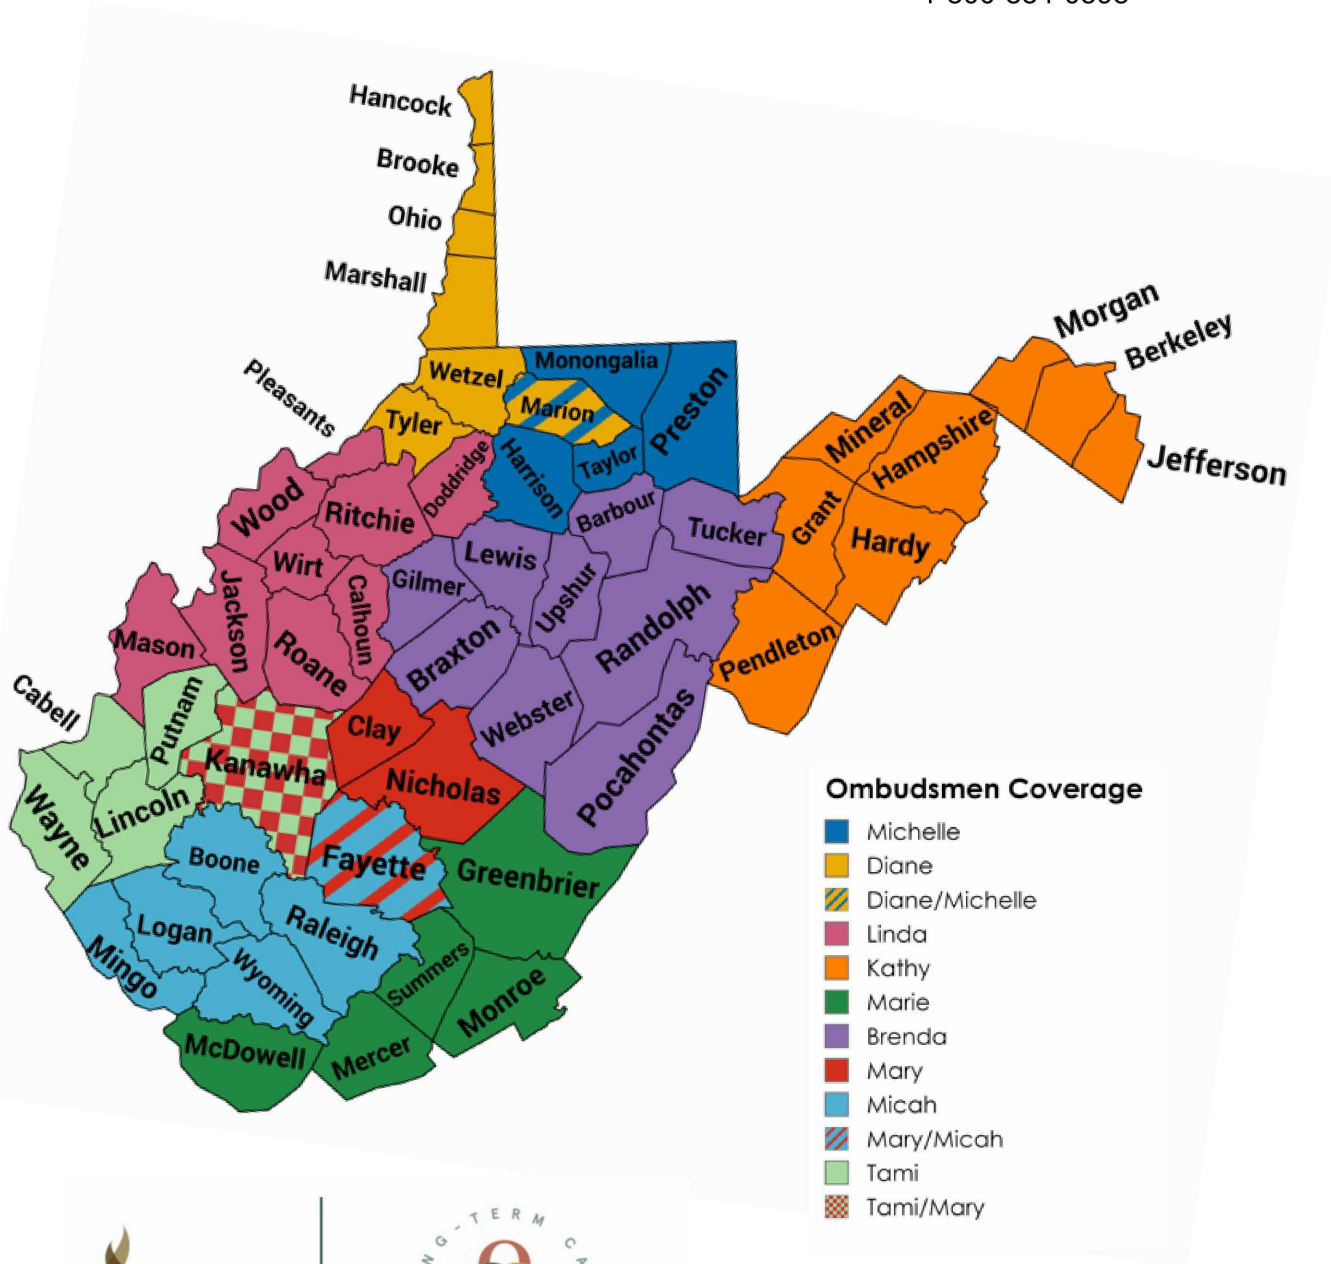 Hancock
Brooke
Ohio
Marshall
Morgan
Berkeley
Jefferson
Pleasants
Wetzel
Monongalia
Marion
Preston
Tyler
Taylor
Harrison
Doddridge
Mineral
Hampshire
Wood
Ritchie
Barbour
Tucker
Grant
Hardy
Wirt
Lewis
Gilmer
Upshur
Calhoun
Jackson
Randolph
Mason
Roane
Braxton
Pendleton
Cabell
Putnam
Clay
Webster
Pocahontas
Kanawha
Nicholas
Wayne
Lincoln
Boone
Fayette
Greenbrier
Logan
Raleigh
Mingo
Wyoming
Summers
Monroe
McDowell
Mercer
Ombudsmen Coverage
Michelle
Diane
Diane/Michelle
Linda
Kathy
Marie
Brenda
Mary
Micah
Mary/Micah
Tami
Tami/Mary
NG-TERM CA